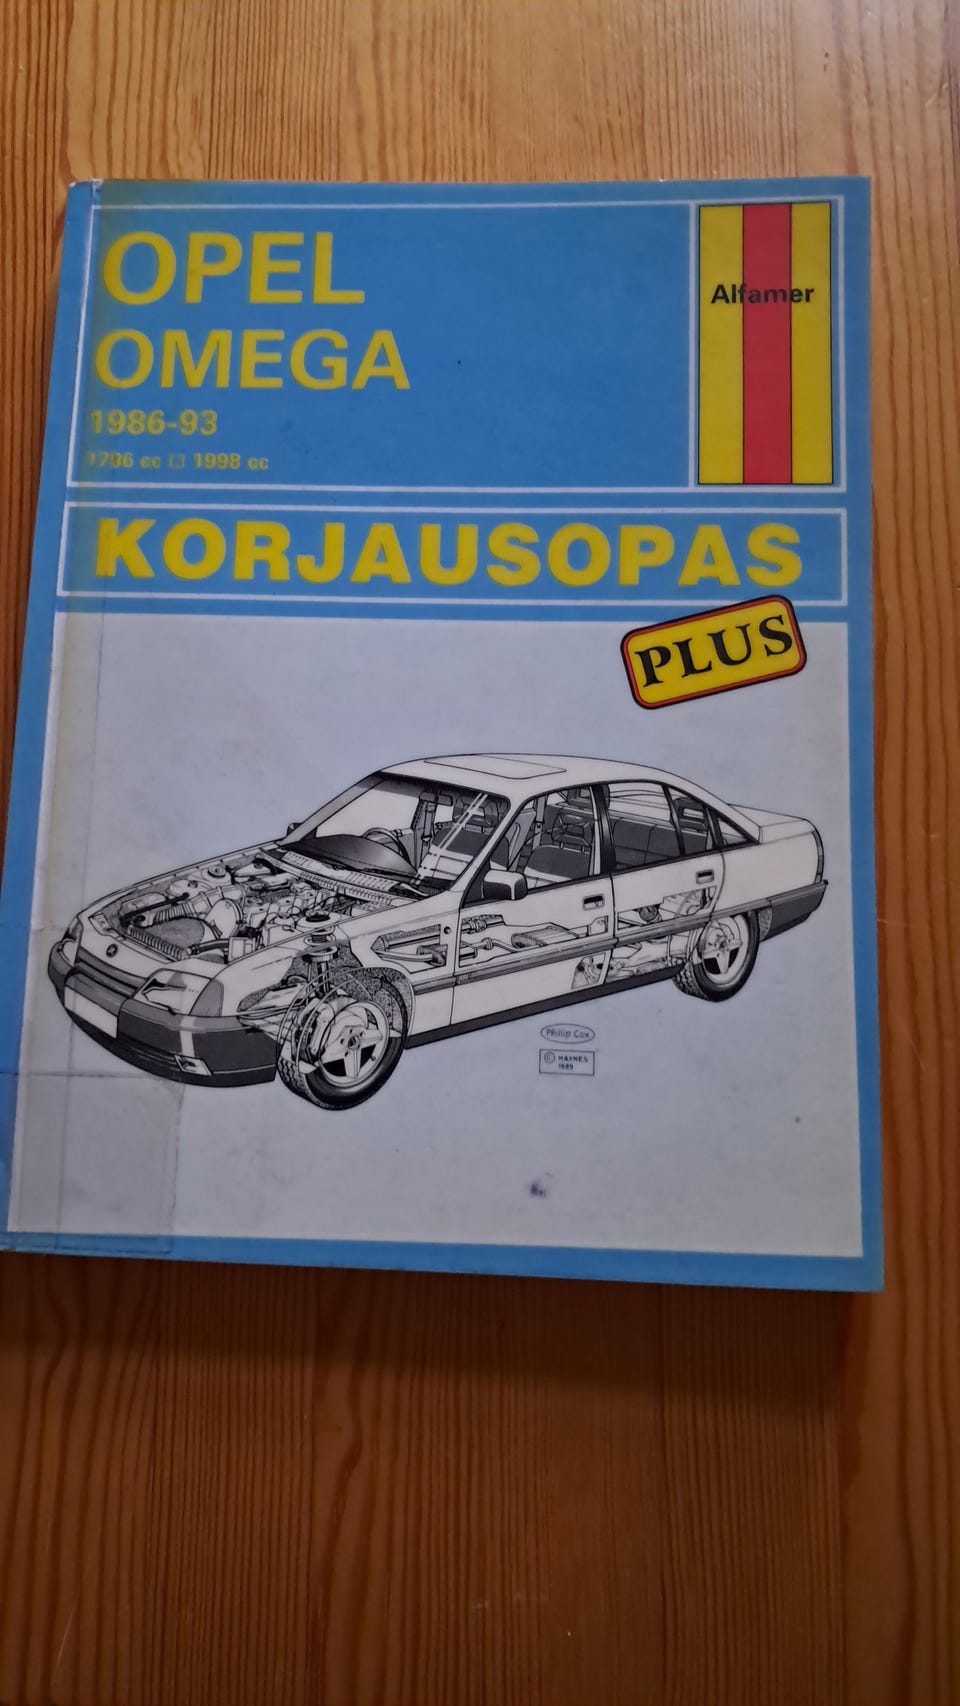 OPEL
OMEGA
1986-93
1796 cc □ 1998 cc
Alfamer
KORJAUSOPAS
PLUS
Phillip Cox
© HAYNES
1989